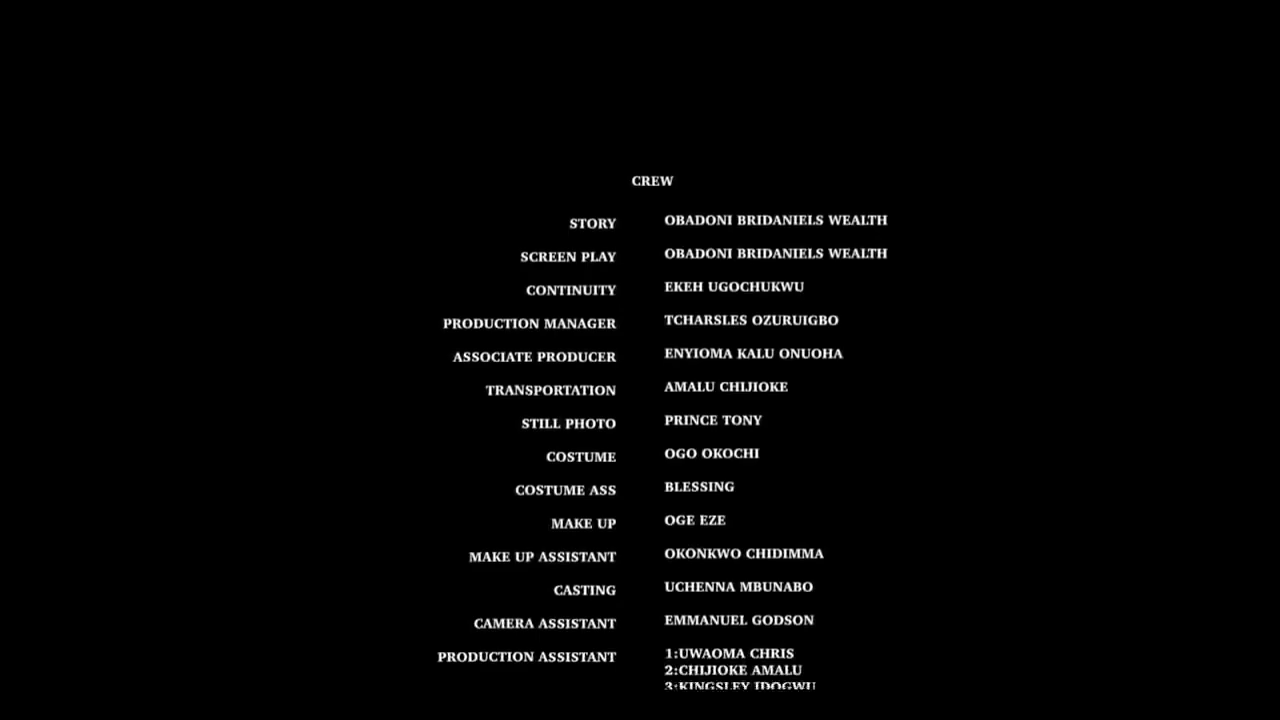 CREW
STORY OBADONI BRIDANIELS WEALTH
SCREEN PLAY OBADONI BRIDANIELS WEALTH
CONTINUITY EKEH UGOCHUKWU
PRODUCTION MANAGER TCHARSLES OZURUIGBO
ASSOCIATE PRODUCER ENYIOMA KALU ONUOHA
TRANSPORTATION AMALU CHIJIOKE
STILL PHOTO PRINCE TONY
COSTUME OGO OKOCHI
COSTUME ASS BLESSING
MAKE UP OGE EZE
MAKE UP ASSISTANT OKONKWO CHIDIMMA
CASTING UCHENNA MBUNABO
CAMERA ASSISTANT EMMANUEL GODSON
PRODUCTION ASSISTANT 1:UWAOMA CHRIS
2:CHIJIOKE AMALU
3:KINGSLEY IDOGWU